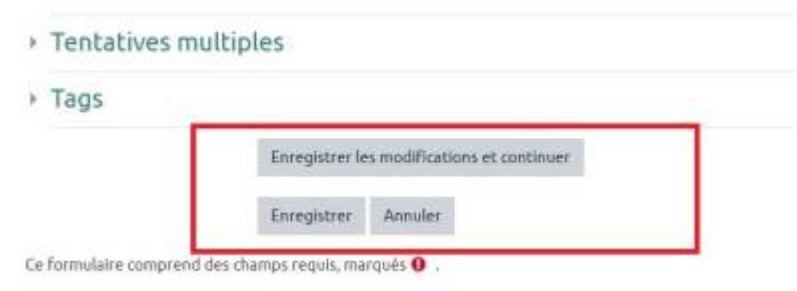 Tentatives multiples
Tags
Enregistrer les modifications et continuer
Enregistrer Annuler
Ce formulaire comprend des champs requis, marqués .